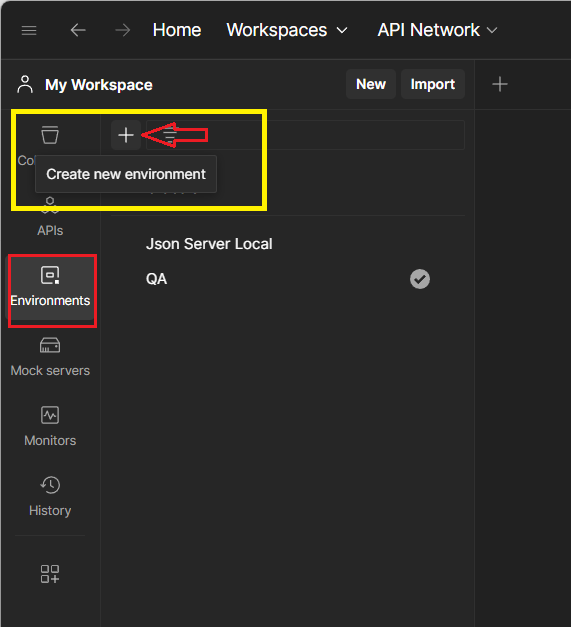 Home Workspaces API Network
My Workspace New Import
Create new environment
APIs
Json Server Local
QA
Environments
Mock servers
Monitors
History